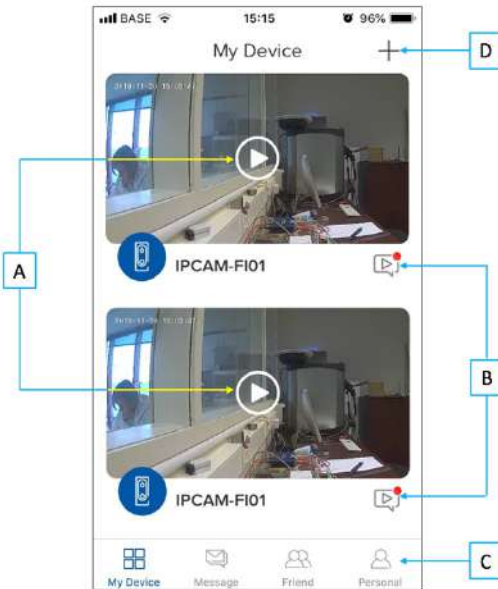 BASE 15:15 96%
My Device
D
A
IPCAM-FI01
B
IPCAM-FI01
C
My Device Message Friend Personal